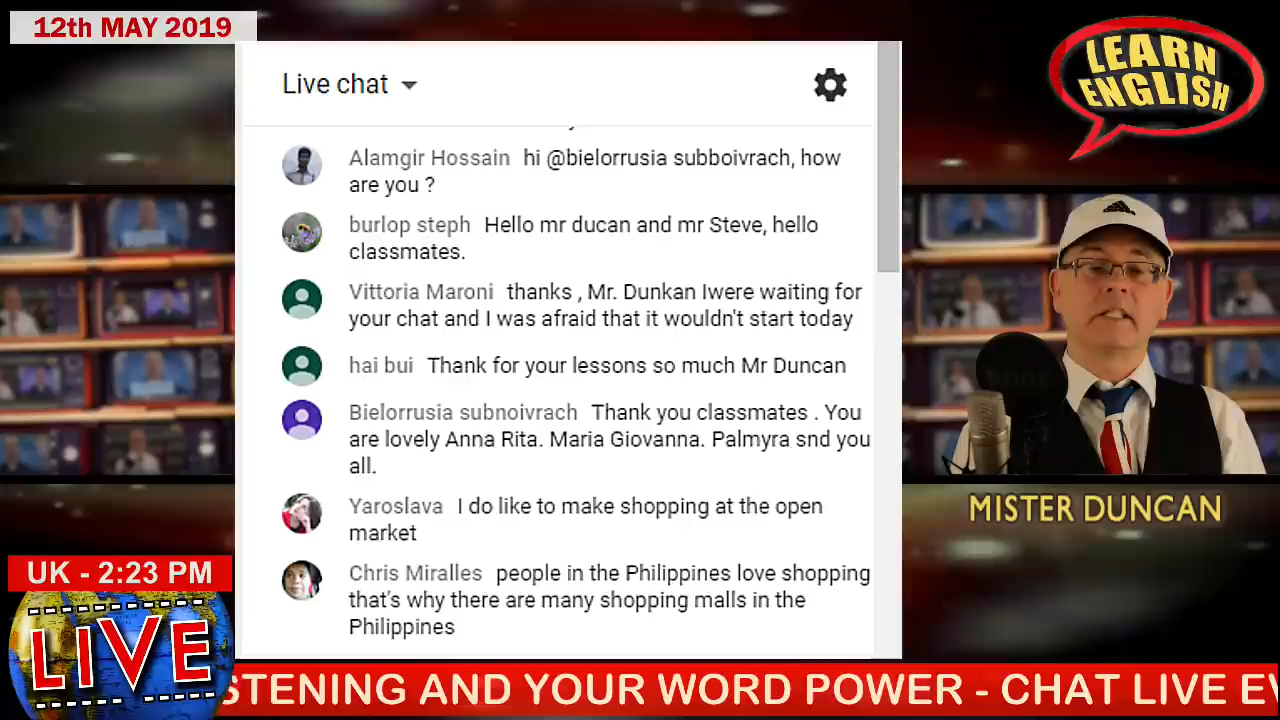 12th MAY 2019
LEARN
ENGLISH
Live chat
Alamgir Hossain hi @bielorrusia subboivrach, how
are you ?
burlop steph Hello mr ducan and mr Steve, hello
classmates.
Vittoria Maroni thanks , Mr. Dunkan Iwere waiting for
your chat and I was afraid that it wouldn't start today
hai bui Thank for your lessons so much Mr Duncan
Bielorrusia subnoivrach Thank you classmates . You
are lovely Anna Rita. Maria Giovanna. Palmyra snd you
all.
Yaroslava I do like to make shopping at the open
market
Chris Miralles people in the Philippines love shopping
that's why there are many shopping malls in the
Philippines
MISTER DUNCAN
UK - 2:23 PM
LIVE
STENING AND YOUR WORD POWER - CHAT LIVE EV